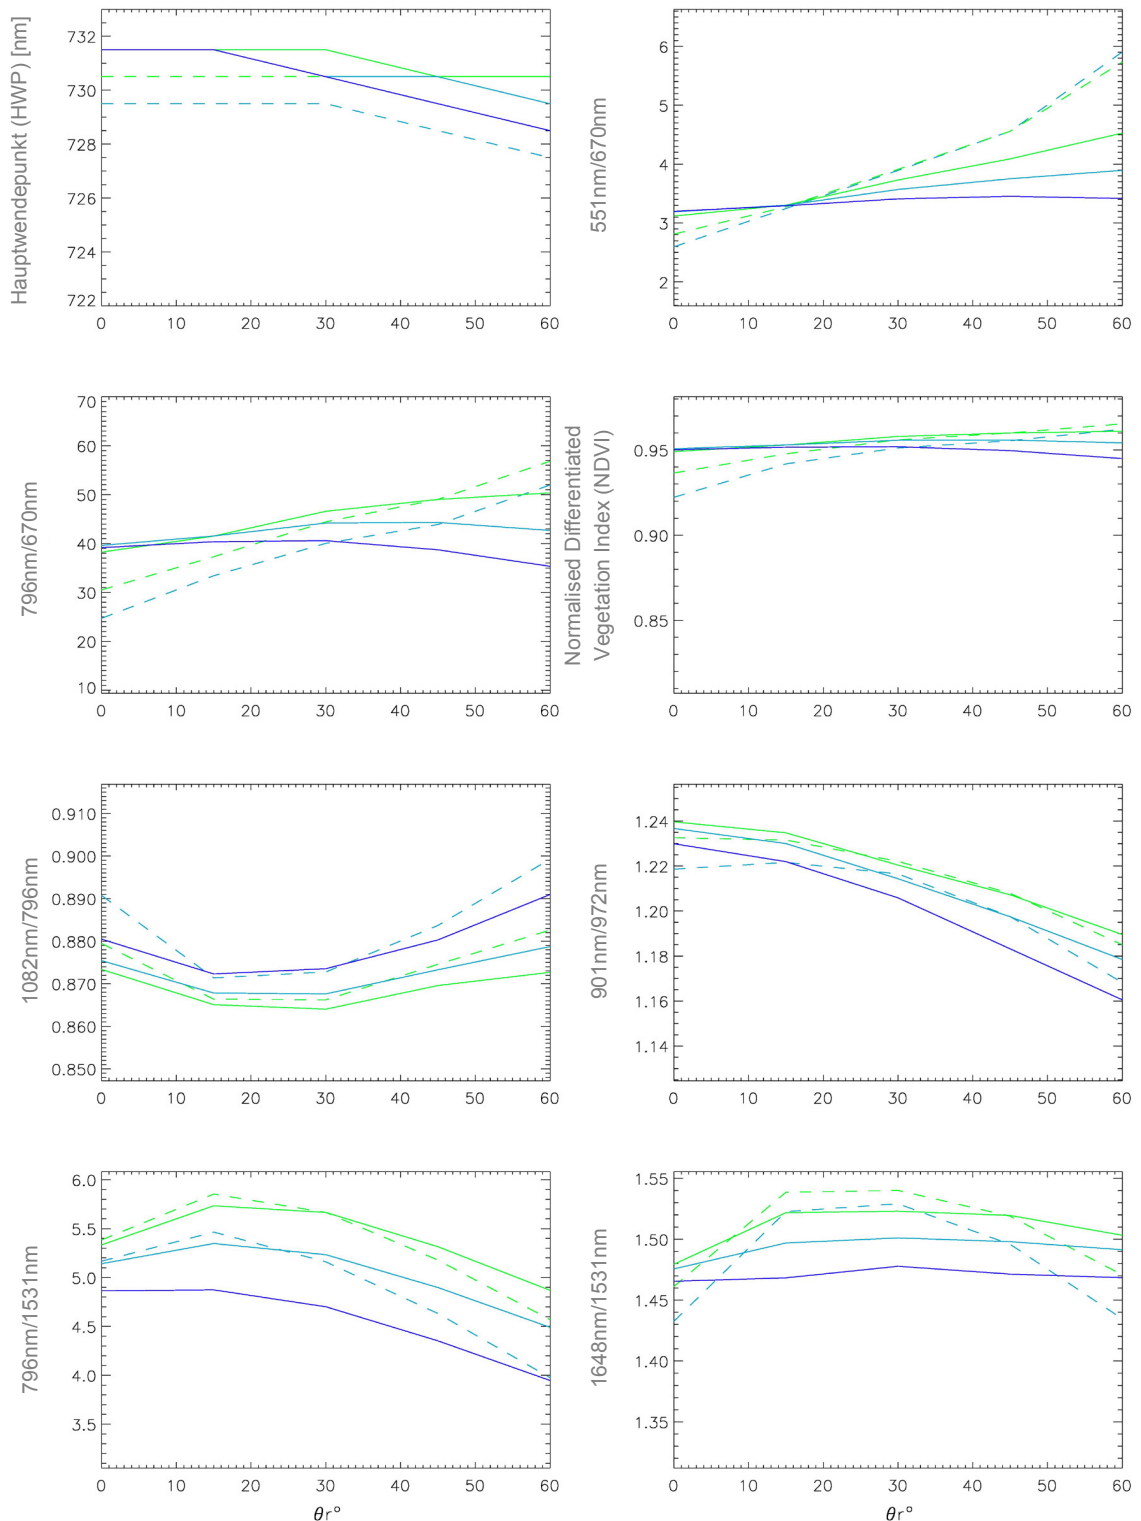 Hauptwendepunkt (HWP) [nm]
732
730
728
726
724
722
0 10 20 30 40 50 60
551nm/670nm
6
5
4
3
2
0 10 20 30 40 50 60
796nm/670nm
70
60
50
40
30
20
10
0 10 20 30 40 50 60
Normalised Differentiated
Vegetation Index (NDVI)
0.95
0.90
0.85
0 10 20 30 40 50 60
1082nm/796nm
0.910
0.900
0.890
0.880
0.870
0.860
0.850
0 10 20 30 40 50 60
901nm/972nm
1.24
1.22
1.20
1.18
1.16
1.14
0 10 20 30 40 50 60
796nm/1531nm
6.0
5.5
5.0
4.5
4.0
3.5
0 10 20 30 40 50 60
θr°
1648nm/1531nm
1.55
1.50
1.45
1.40
1.35
0 10 20 30 40 50 60
θr°